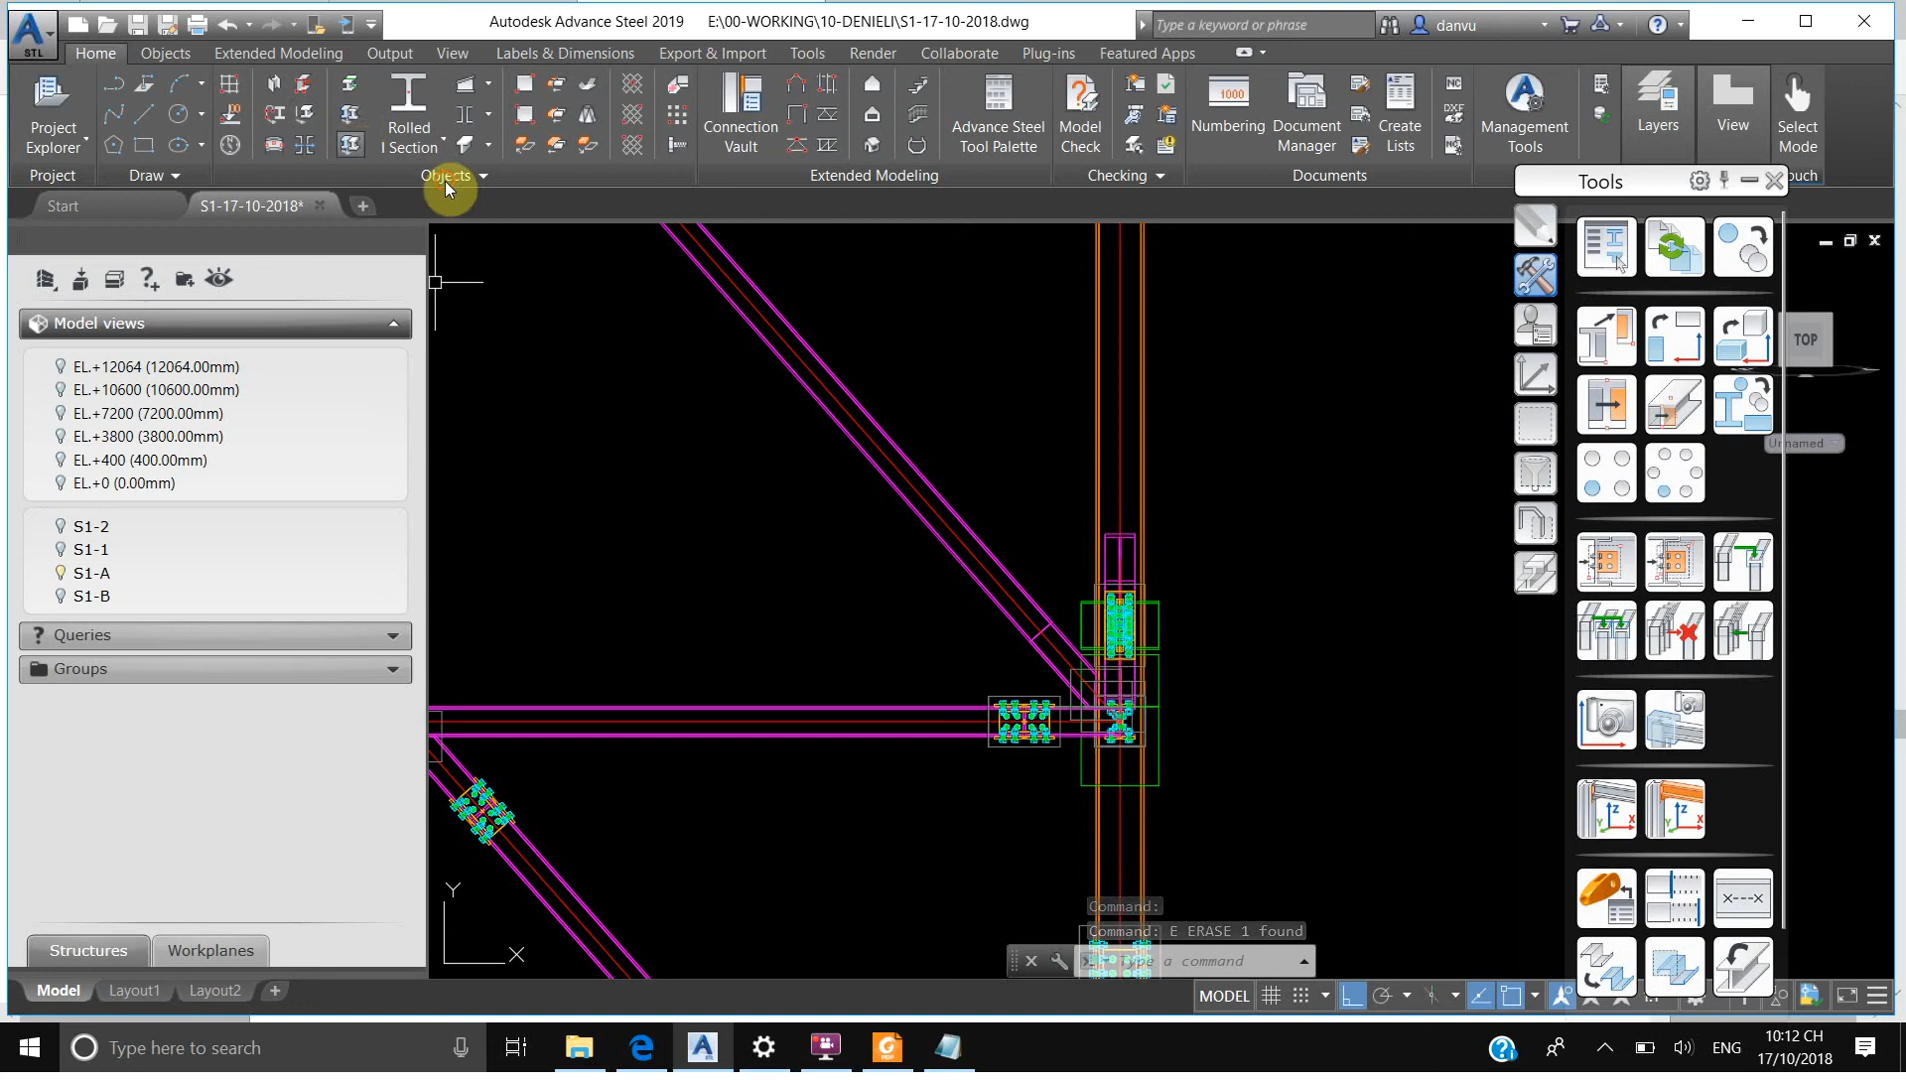 Autodesk Advance Steel 2019 E:\00-WORKING\10-DENIELI\S1-17-10-2018.dwg
Type a keyword or phrase
danvu
STL
Home Objects Extended Modeling Output View Labels & Dimensions Export & Import Tools Render Collaborate Plug-ins Featured Apps
Project
Explorer
Rolled
I Section
Connection
Vault
Advance Steel
Tool Palette
Model
Check
1000
Numbering
Document
Manager
Create
Lists
NC
DXF
Management
Tools
Layers
View
Select
Mode
Project Draw Objects Extended Modeling Checking Documents
ouch
Start
S1-17-10-2018*
Tools
Model views
EL.+12064 (12064.00mm)
EL.+10600 (10600.00mm)
EL.+7200 (7200.00mm)
EL.+3800 (3800.00mm)
EL.+400 (400.00mm)
EL.+0 (0.00mm)
S1-2
S1-1
S1-A
S1-B
Queries
Groups
Structures Workplanes
TOP
Unnamed
Y
X
Command:
Command: E ERASE 1 found
Type a command
Model Layout1 Layout2
MODEL
Type here to search
ENG
10:12 CH
17/10/2018